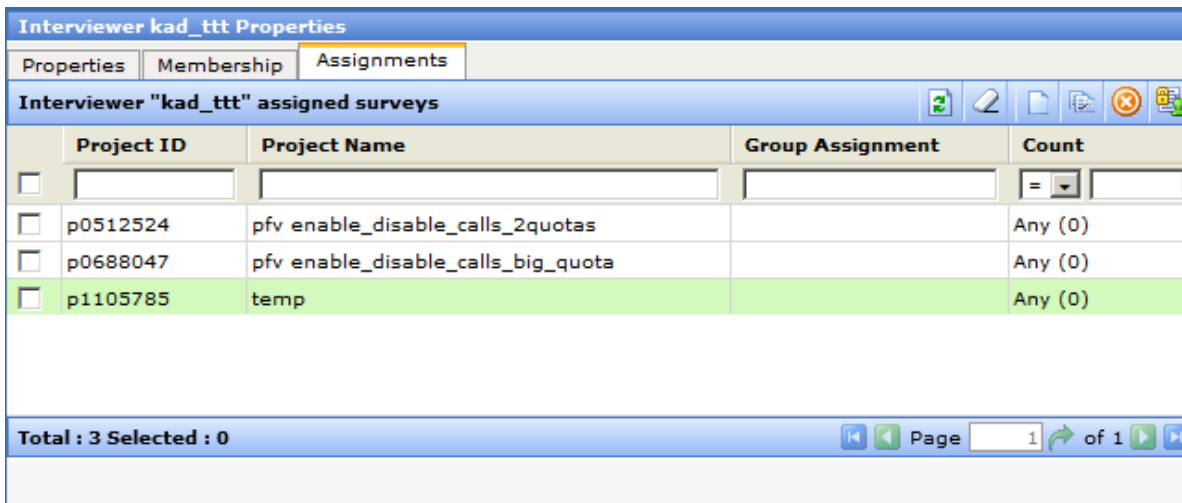 Interviewer kad_ttt Properties
Properties Membership Assignments
Interviewer "kad_ttt" assigned surveys
Project ID Project Name Group Assignment Count
=
p0512524 pfv enable_disable_calls_2quotas Any (0)
p0688047 pfv enable_disable_calls_big_quota Any (0)
p1105785 temp Any (0)
Total : 3 Selected : 0 Page 1 of 1